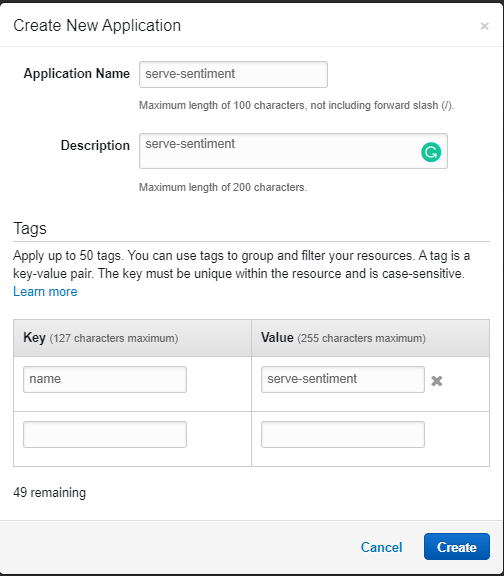 Create New Application ×
Application Name serve-sentiment
Maximum length of 100 characters, not including forward slash (/).
Description serve-sentiment
Maximum length of 200 characters.
Tags
Apply up to 50 tags. You can use tags to group and filter your resources. A tag is a
key-value pair. The key must be unique within the resource and is case-sensitive.
Learn more
Key (127 characters maximum) Value (255 characters maximum)
name serve-sentiment
49 remaining
Cancel Create